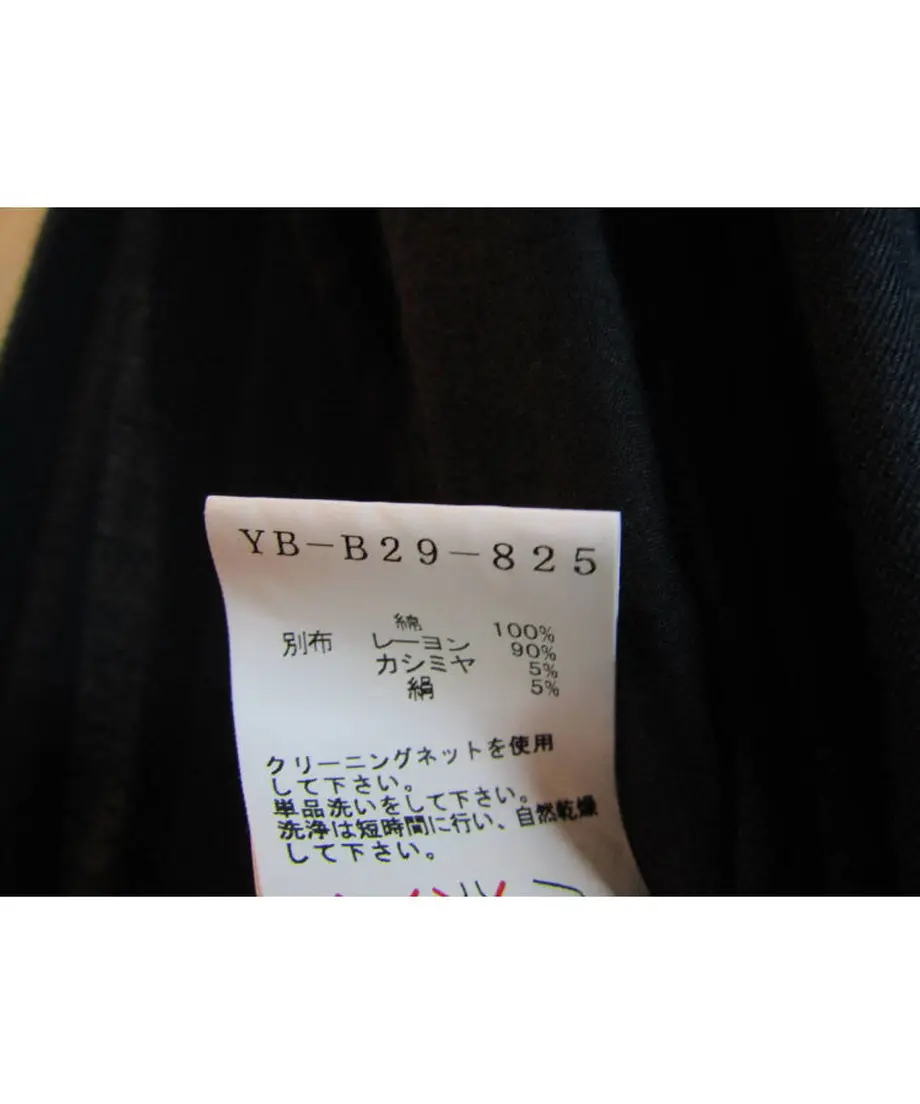 YB-B29-825
綿 100%
別布 レーヨン 90%
カシミヤ 5%
絹 5%
クリーニングネットを使用
して下さい。
単品洗いをして下さい。
洗浄は短時間に行い、自然乾燥
して下さい。